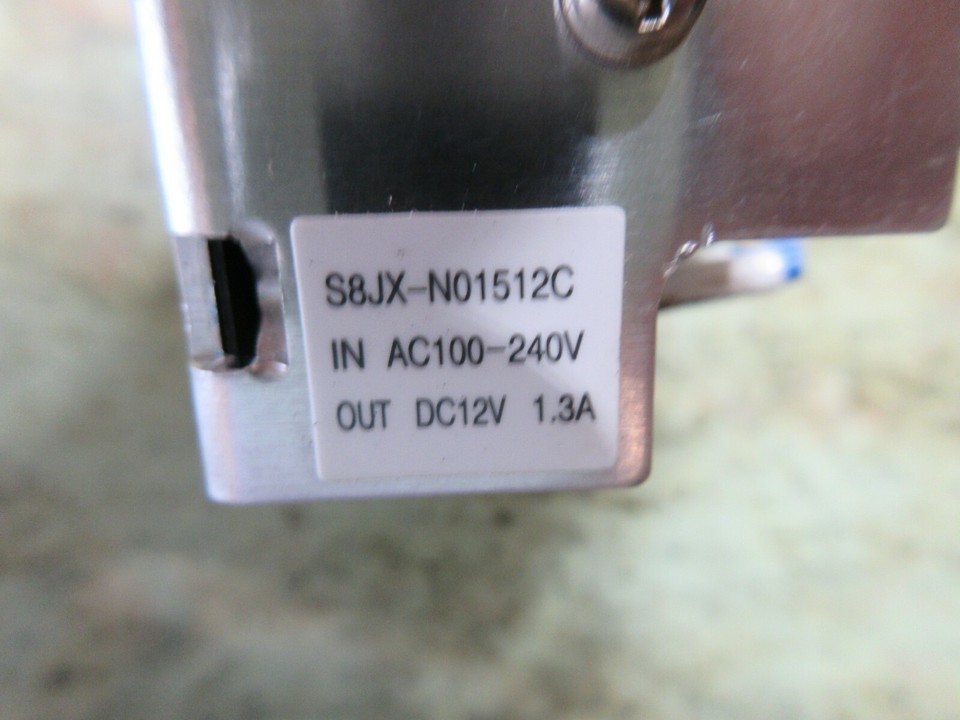 S8JX-N01512C
IN AC100-240V
OUT DC12V 1.3A